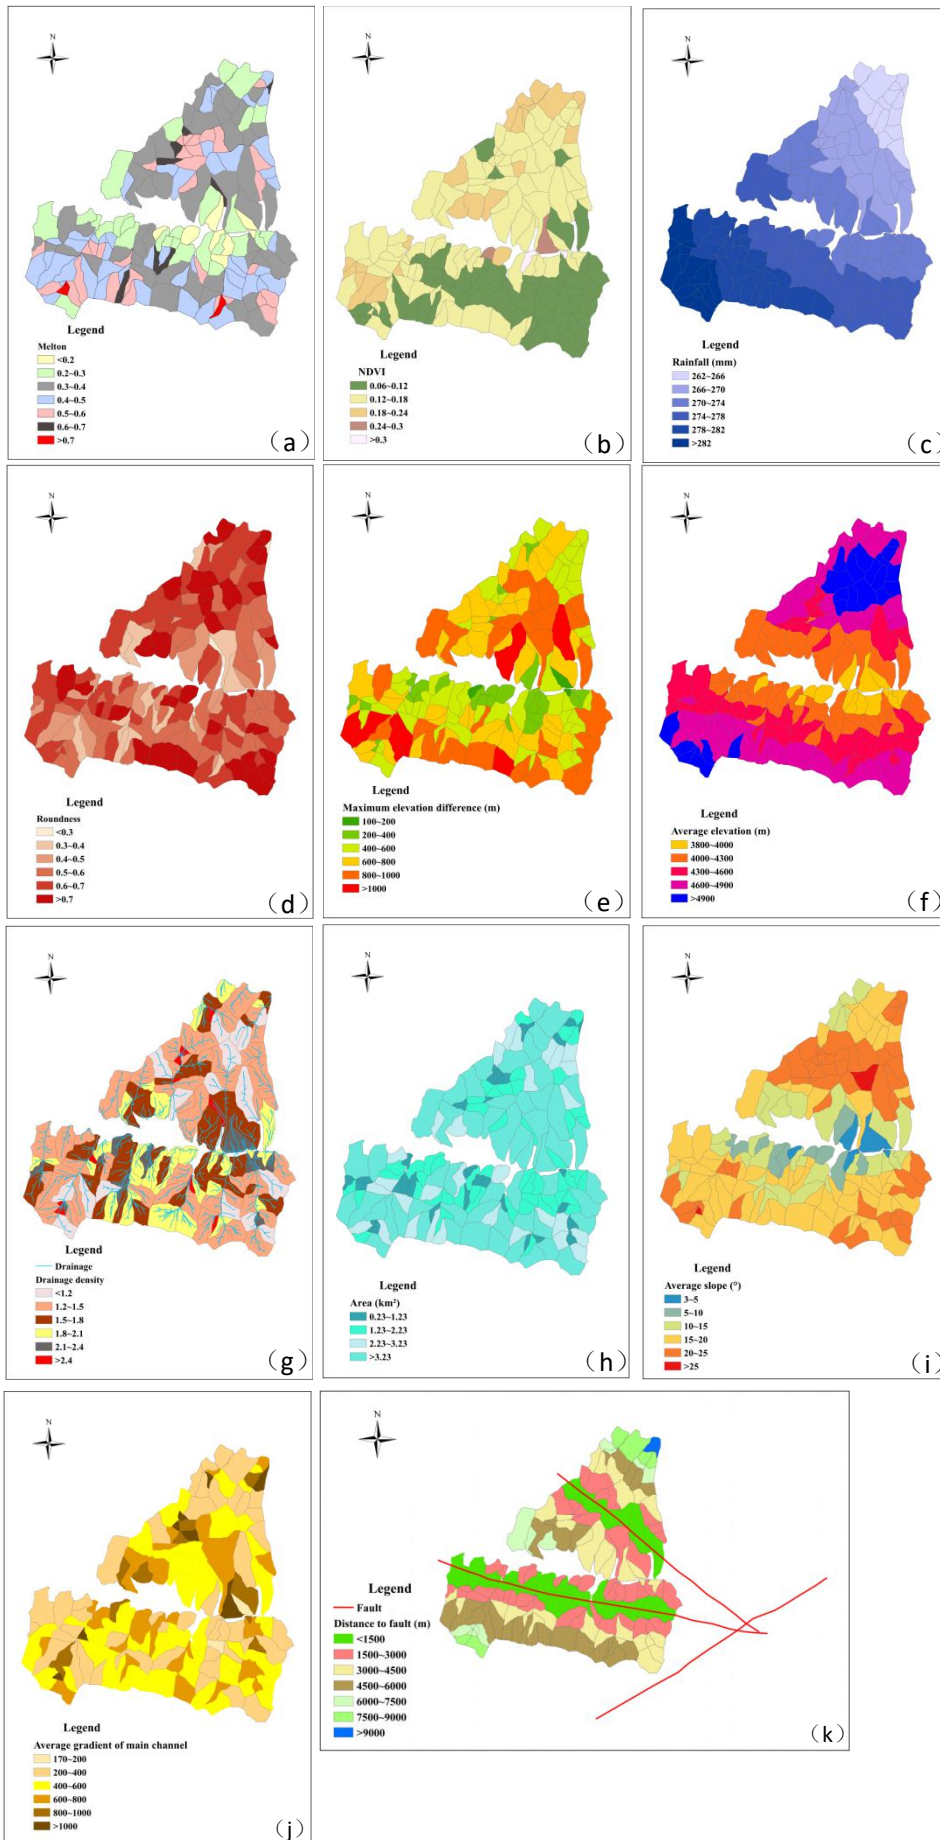 N
Legend
Melton
<0.2
0.2~0.3
0.3~0.4
0.4~0.5
0.5~0.6
0.6~0.7
>0.7
（a）
N
Legend
NDVI
0.06~0.12
0.12~0.18
0.18~0.24
0.24~0.3
>0.3
（b）
N
Legend
Rainfall (mm)
262~266
266~270
270~274
274~278
278~282
>282
（c）
N
Legend
Roundness
<0.3
0.3~0.4
0.4~0.5
0.5~0.6
0.6~0.7
>0.7
（d）
N
Legend
Maximum elevation difference (m)
100~200
200~400
400~600
600~800
800~1000
>1000
（e）
N
Legend
Average elevation (m)
3800~4000
4000~4300
4300~4600
4600~4900
>4900
（f）
N
Legend
Drainage
Drainage density
<1.2
1.2~1.5
1.5~1.8
1.8~2.1
2.1~2.4
>2.4
（g）
N
Legend
Area (km²)
0.23~1.23
1.23~2.23
2.23~3.23
>3.23
（h）
N
Legend
Average slope (°)
3~5
5~10
10~15
15~20
20~25
>25
（i）
N
Legend
Average gradient of main channel
170~200
200~400
400~600
600~800
800~1000
>1000
（j）
N
Legend
Fault
Distance to fault (m)
<1500
1500~3000
3000~4500
4500~6000
6000~7500
7500~9000
>9000
（k）